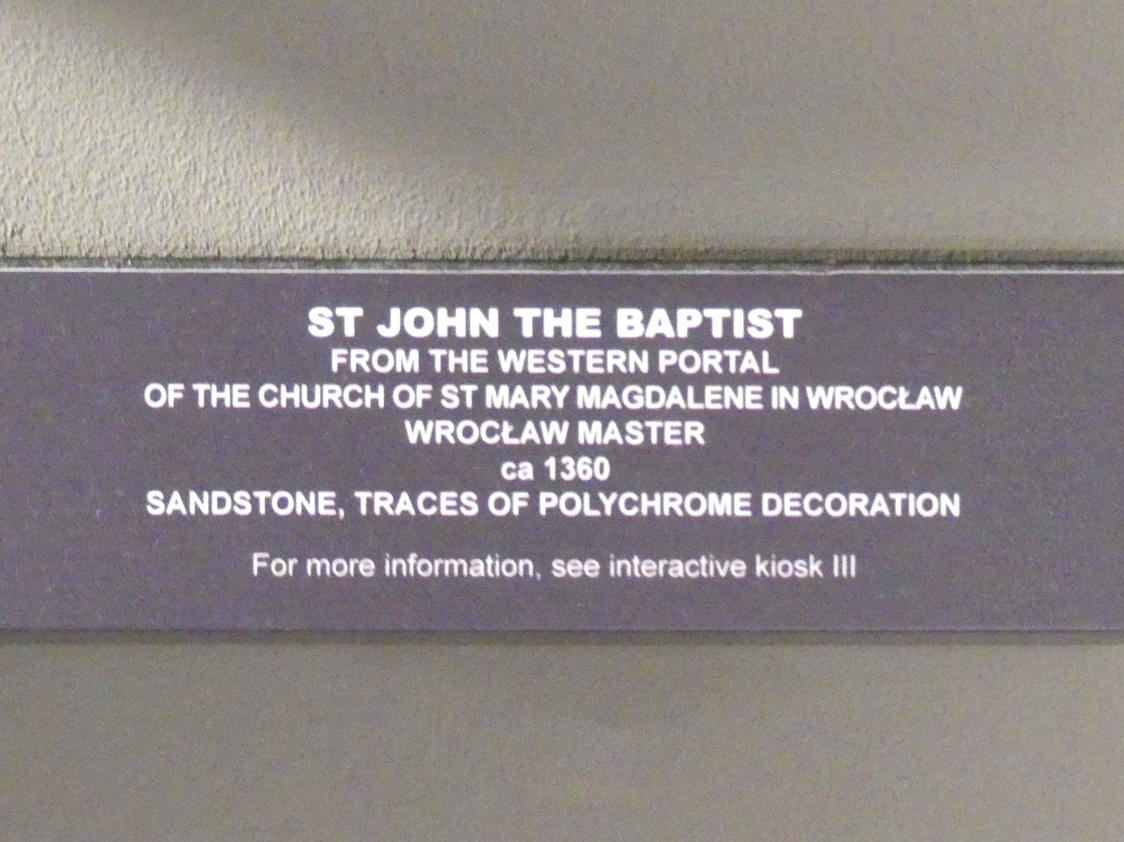 ST JOHN THE BAPTIST
FROM THE WESTERN PORTAL
OF THE CHURCH OF ST MARY MAGDALENE IN WROCŁAW
WROCŁAW MASTER
ca 1360
SANDSTONE, TRACES OF POLYCHROME DECORATION
For more information, see interactive kiosk III